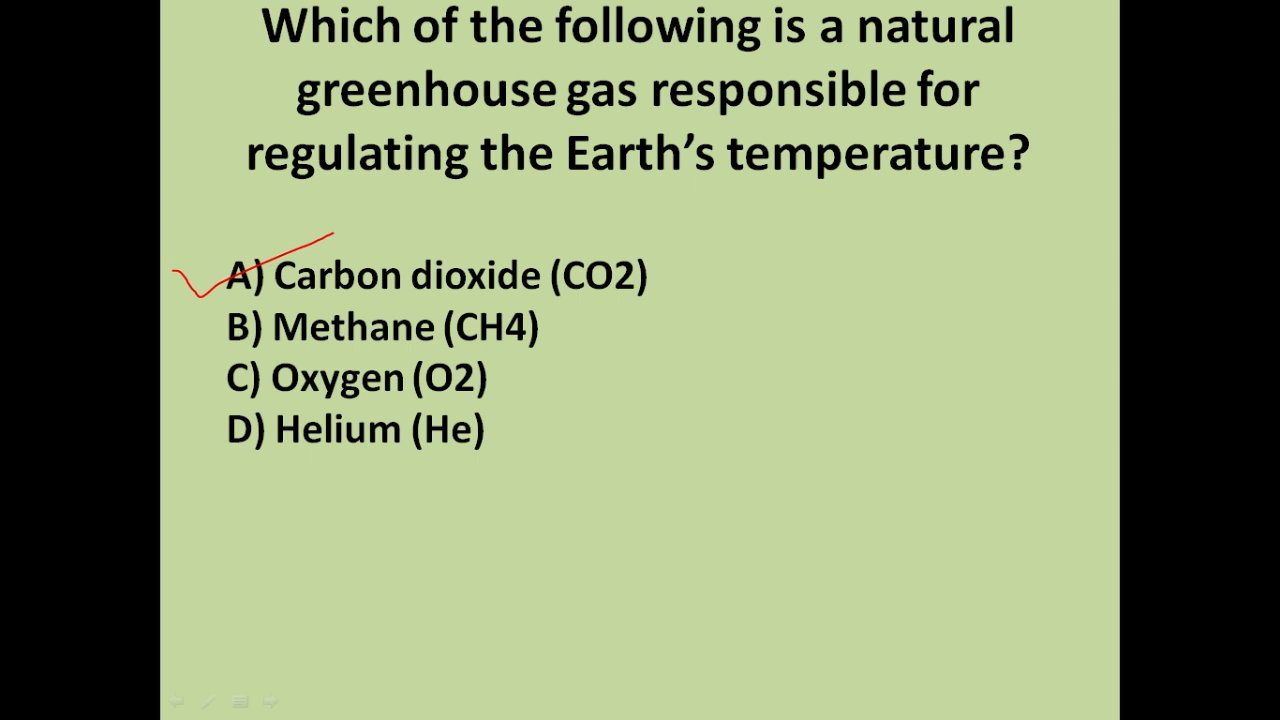 Which of the following is a natural
greenhouse gas responsible for
regulating the Earth’s temperature?
A) Carbon dioxide (CO2)
B) Methane (CH4)
C) Oxygen (O2)
D) Helium (He)